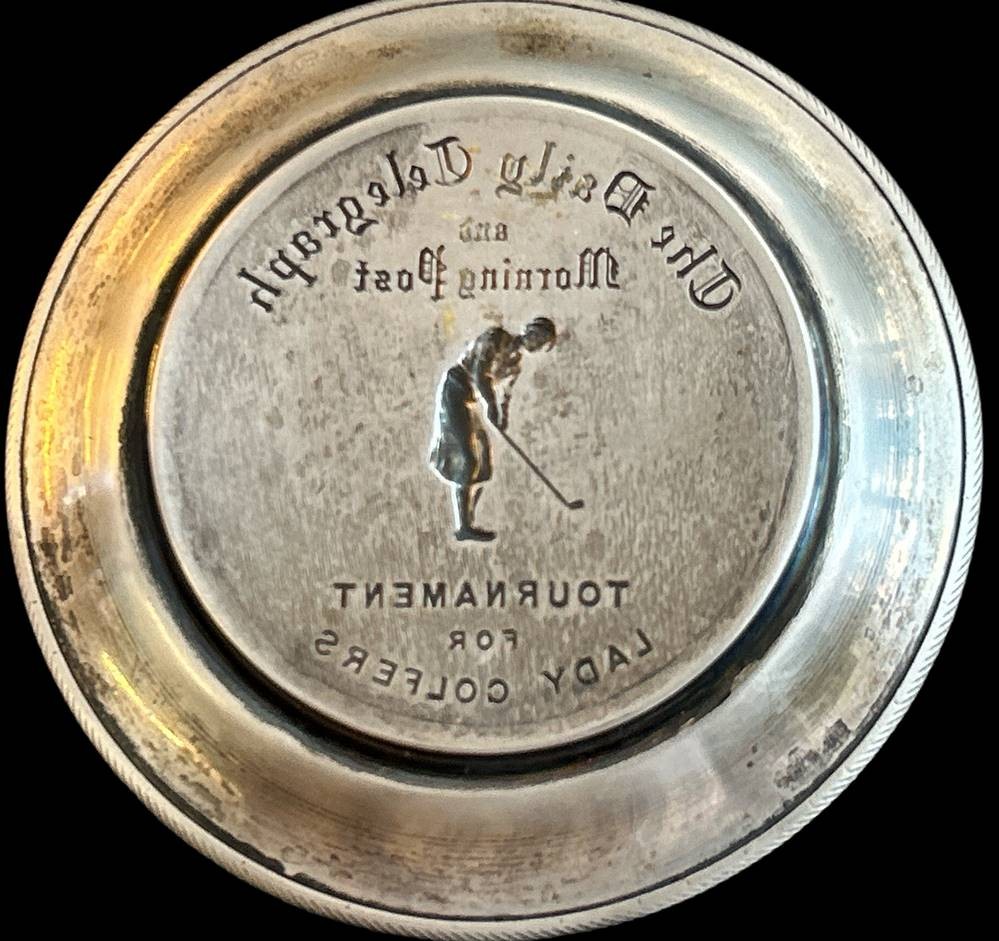 The Daily Telegraph
and
Morning Post
TOURNAMENT
FOR
LADY GOLFERS